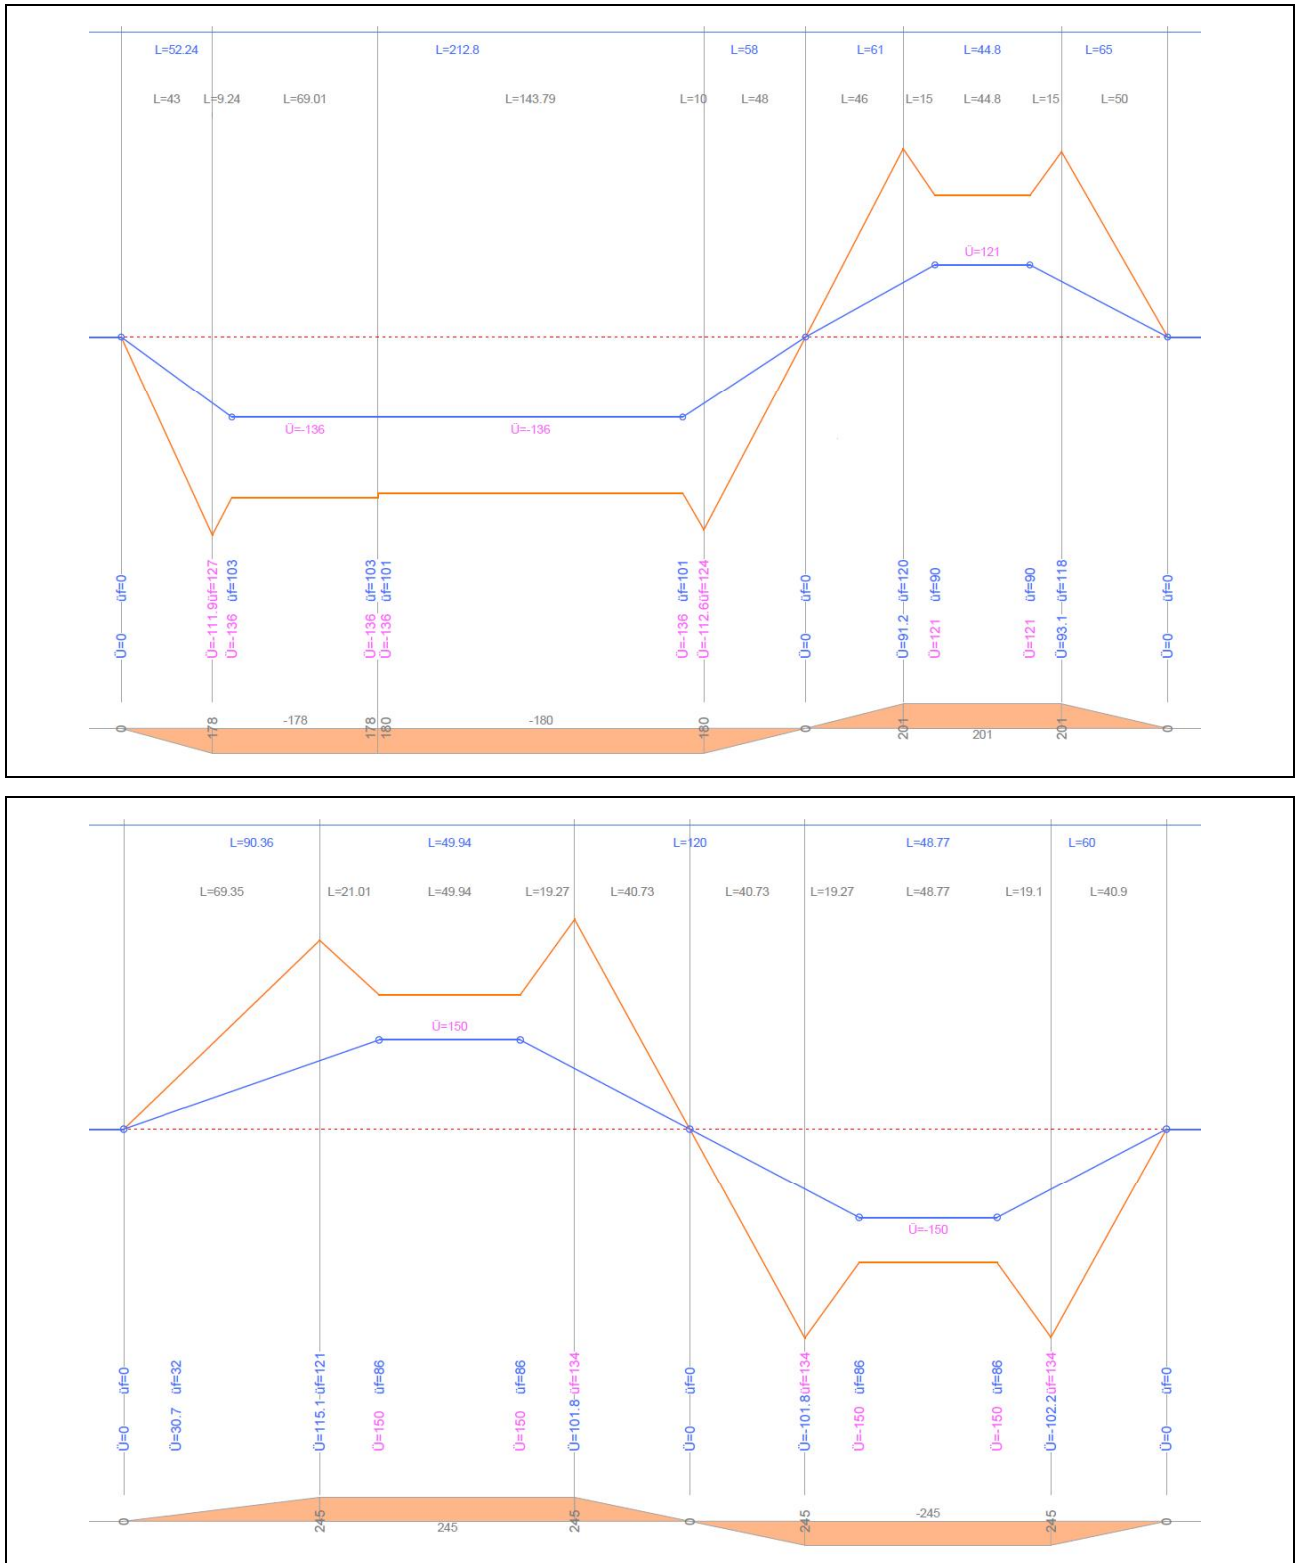 L=52.24 L=212.8 L=58 L=61 L=44.8 L=65
L=43 L=9.24 L=69.01 L=143.79 L=10 L=48 L=46 L=15 L=44.8 L=15 L=50
Ü=121
Ü=-136 Ü=-136
Ü=0 üf=0
Ü=-111.9 üf=127
Ü=-136 üf=103
Ü=-136 üf=103
Ü=-136 üf=101
Ü=-136 üf=101
Ü=-112.6 üf=124
Ü=0 üf=0
Ü=91.2 üf=120
Ü=121 üf=90
Ü=121 üf=90
Ü=93.1 üf=118
Ü=0 üf=0
0 178 -178 178 180 -180 180 0 201 201 201 0
L=90.36 L=49.94 L=120 L=48.77 L=60
L=69.35 L=21.01 L=49.94 L=19.27 L=40.73 L=40.73 L=19.27 L=48.77 L=19.1 L=40.9
Ü=150
Ü=-150
Ü=0 üf=0
Ü=30.7 üf=32
Ü=115.1 üf=121
Ü=150 üf=86
Ü=150 üf=86
Ü=101.8 üf=134
Ü=0 üf=0
Ü=-101.8 üf=134
Ü=-150 üf=86
Ü=-150 üf=86
Ü=-102.2 üf=134
Ü=0 üf=0
0 245 245 245 0 245 -245 245 0